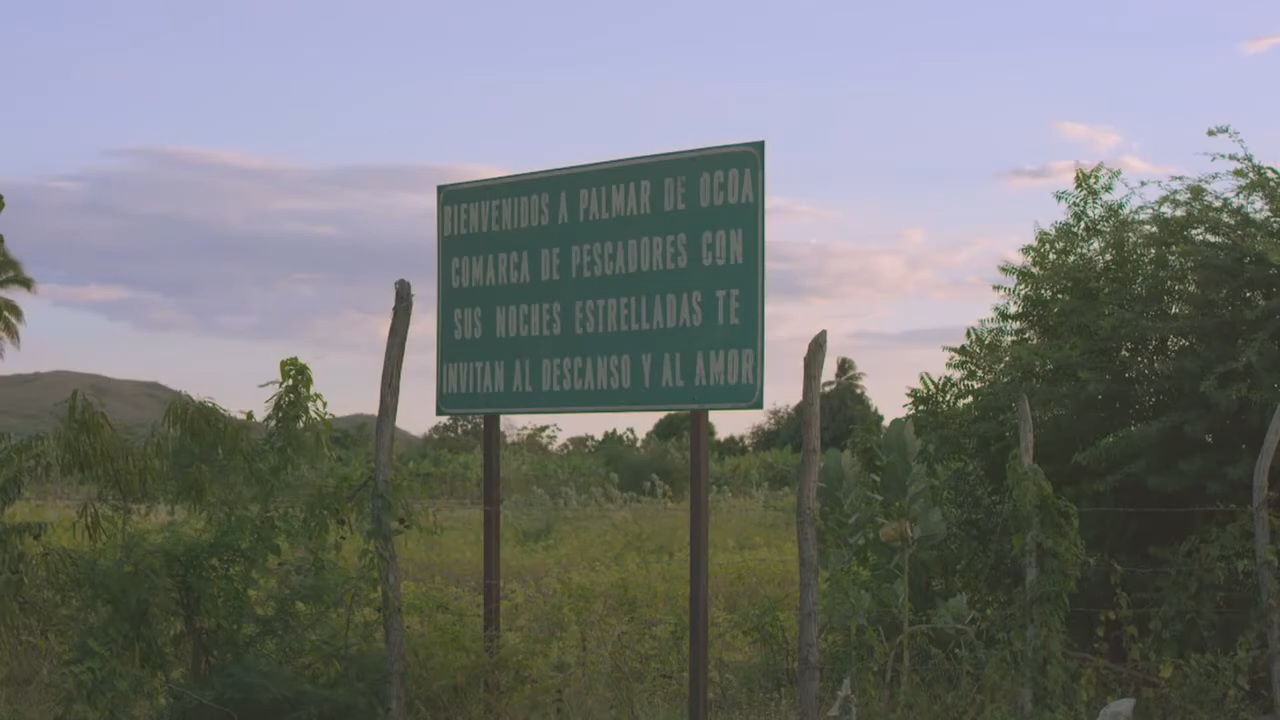 BIENVENIDOS A PALMAR DE OCOA
COMARCA DE PESCADORES CON
SUS NOCHES ESTRELLADAS TE
INVITAN AL DESCANSO Y AL AMOR